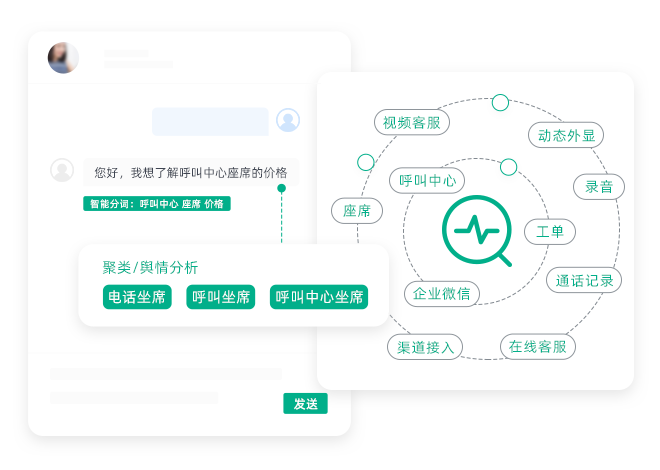 您好，我想了解呼叫中心座席的价格
智能分词：呼叫中心 座席 价格
聚类/舆情分析
电话坐席
呼叫坐席
呼叫中心坐席
发送
视频客服
动态外显
呼叫中心
录音
座席
工单
通话记录
企业微信
渠道接入
在线客服